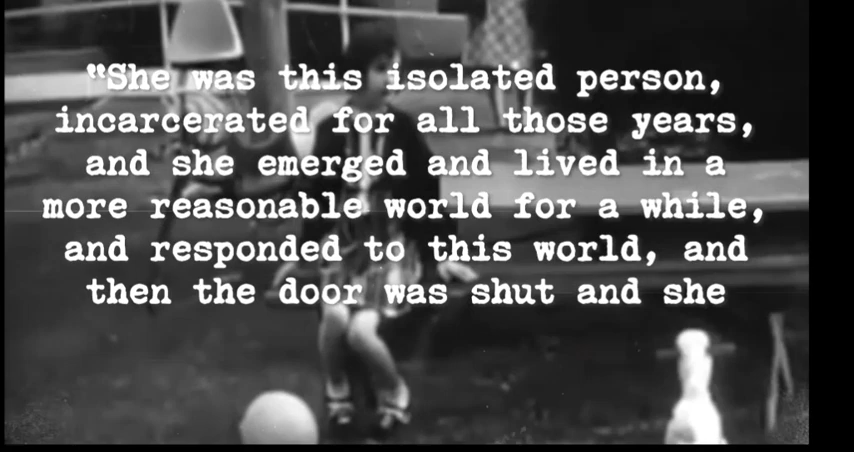 "She was this isolated person,
incarcerated for all those years,
and she emerged and lived in a
more reasonable world for a while,
and responded to this world, and
then the door was shut and she